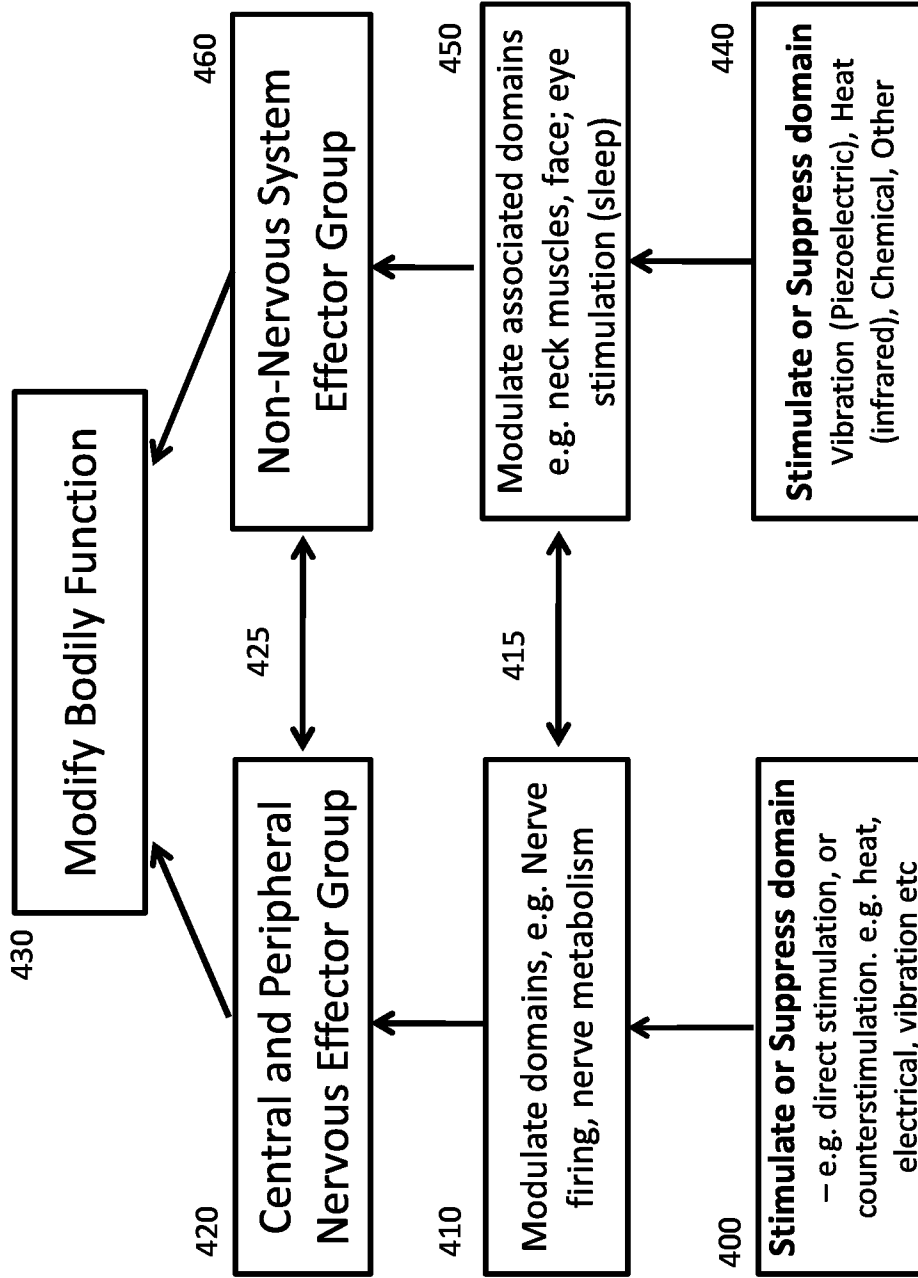 430
Modify Bodily Function
420
Central and Peripheral
Nervous Effector Group
425
460
Non-Nervous System
Effector Group
410
Modulate domains, e.g. Nerve
firing, nerve metabolism
415
450
Modulate associated domains
e.g. neck muscles, face; eye
stimulation (sleep)
400
Stimulate or Suppress domain
– e.g. direct stimulation, or
counterstimulation. e.g. heat,
electrical, vibration etc
440
Stimulate or Suppress domain
Vibration (Piezoelectric), Heat
(infrared), Chemical, Other